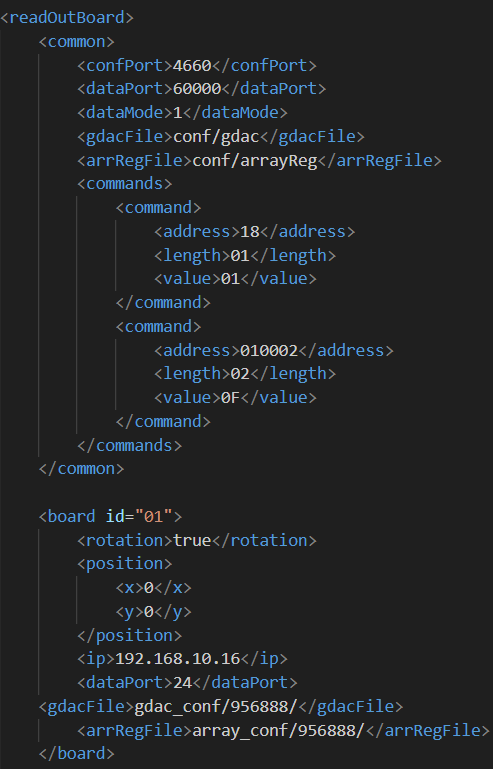 <readOutBoard>
<common>
<confPort>4660</confPort>
<dataPort>60000</dataPort>
<dataMode>1</dataMode>
<gdacFile>conf/gdac</gdacFile>
<arrRegFile>conf/arrayReg</arrRegFile>
<commands>
<command>
<address>18</address>
<length>01</length>
<value>01</value>
</command>
<command>
<address>010002</address>
<length>02</length>
<value>0F</value>
</command>
</commands>
</common>
<board id="01">
<rotation>true</rotation>
<position>
<x>0</x>
<y>0</y>
</position>
<ip>192.168.10.16</ip>
<dataPort>24</dataPort>
<gdacFile>gdac_conf/956888/</gdacFile>
<arrRegFile>array_conf/956888/</arrRegFile>
</board>